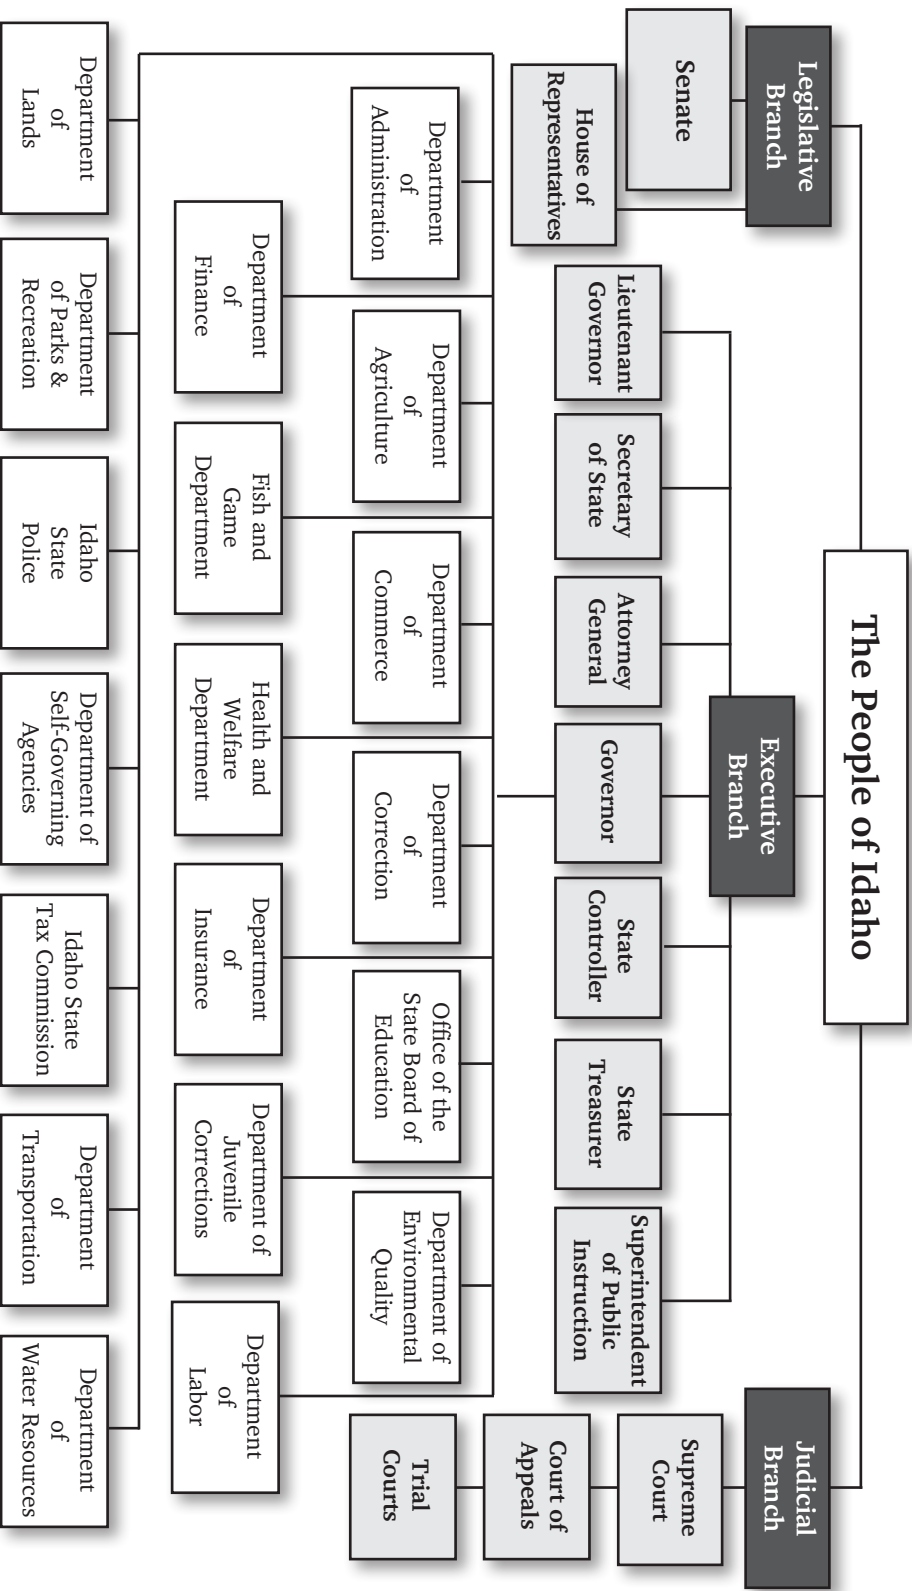 The People of Idaho
Legislative
Branch
Senate
House of
Representatives
Executive
Branch
Lieutenant
Governor
Secretary
of State
Attorney
General
Governor
State
Controller
State
Treasurer
Superintendent
of Public
Instruction
Judicial
Branch
Supreme
Court
Court of
Appeals
Trial
Courts
Department
of
Administration
Department
of
Agriculture
Department
of
Commerce
Department
of
Correction
Office of the
State Board of
Education
Department of
Environmental
Quality
Department
of
Finance
Fish and
Game
Department
Health and
Welfare
Department
Department
of
Insurance
Department of
Juvenile
Corrections
Department
of
Labor
Department
of
Lands
Department
of Parks &
Recreation
Idaho
State
Police
Department of
Self-Governing
Agencies
Idaho State
Tax Commission
Department
of
Transportation
Department
of
Water Resources